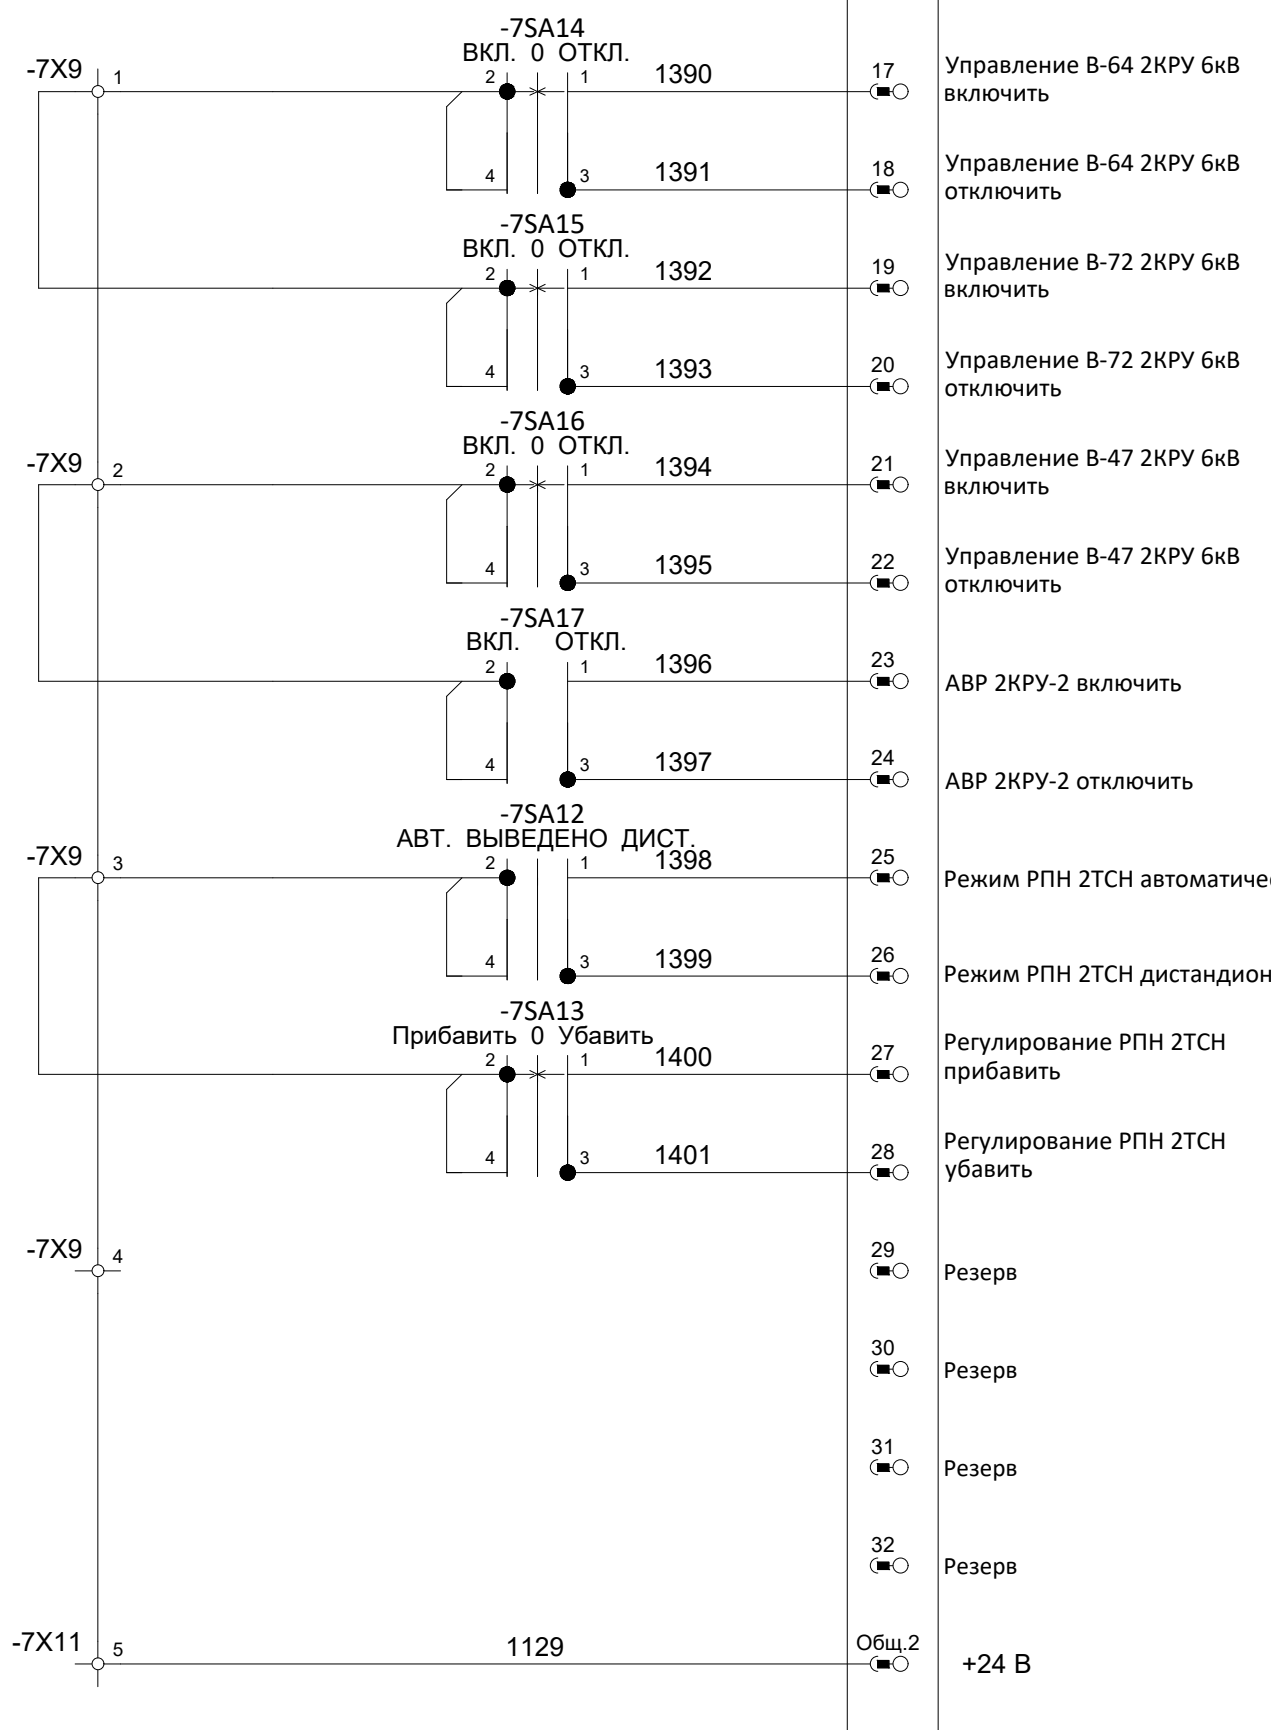 -7SA14
ВКЛ. 0 ОТКЛ.
-7X9 1 2 1 1390 17 Управление В-64 2КРУ 6кВ
включить
4 3 1391 18 Управление В-64 2КРУ 6кВ
отключить
-7SA15
ВКЛ. 0 ОТКЛ.
2 1 1392 19 Управление В-72 2КРУ 6кВ
включить
4 3 1393 20 Управление В-72 2КРУ 6кВ
отключить
-7SA16
ВКЛ. 0 ОТКЛ.
-7X9 2 2 1 1394 21 Управление В-47 2КРУ 6кВ
включить
4 3 1395 22 Управление В-47 2КРУ 6кВ
отключить
-7SA17
ВКЛ. ОТКЛ.
2 1 1396 23 АВР 2КРУ-2 включить
4 3 1397 24 АВР 2КРУ-2 отключить
-7SA12
АВТ. ВЫВЕДЕНО ДИСТ.
-7X9 3 2 1 1398 25 Режим РПН 2ТСН автоматиче
4 3 1399 26 Режим РПН 2ТСН дистандион
-7SA13
Прибавить 0 Убавить
2 1 1400 27 Регулирование РПН 2ТСН
прибавить
4 3 1401 28 Регулирование РПН 2ТСН
убавить
-7X9 4 29 Резерв
30 Резерв
31 Резерв
32 Резерв
-7X11 5 1129 Общ.2 +24 В